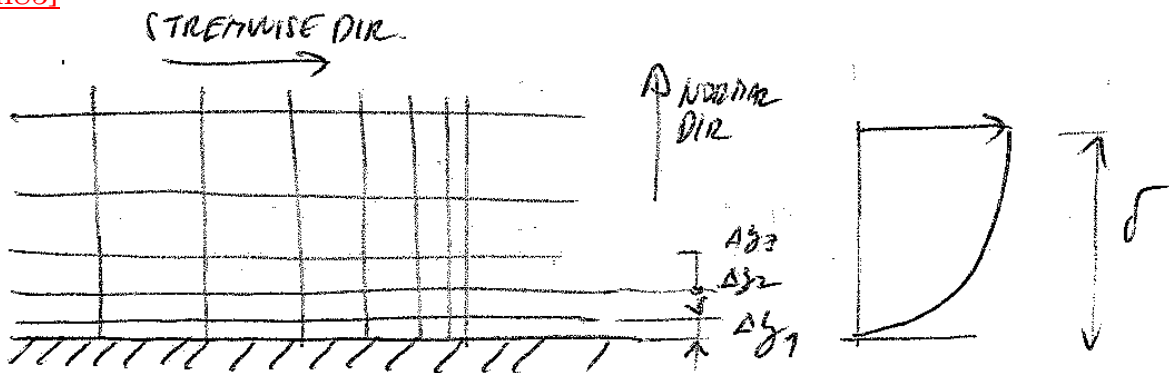 STREMWISE DIR.
NORMAL
DIR
Δy3
Δy2
Δy1
δ